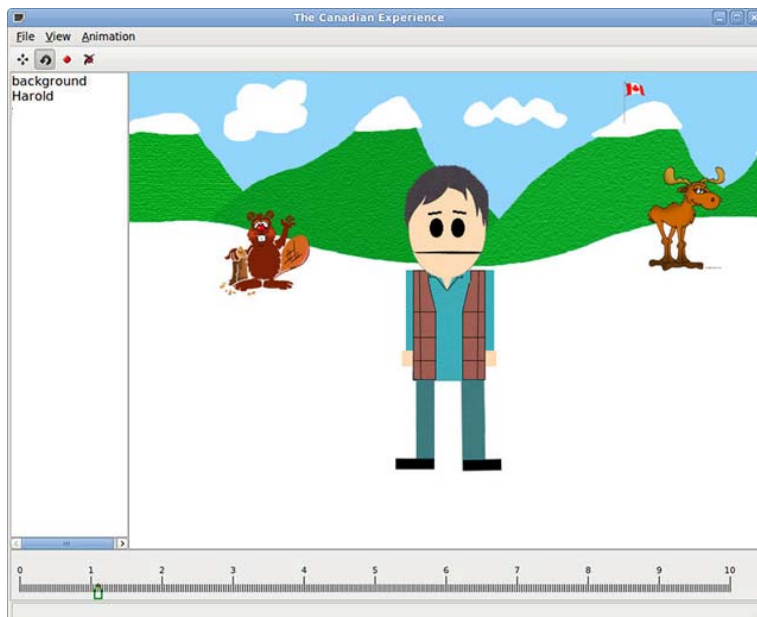 The Canadian Experience
File View Animation
background
Harold
0 1 2 3 4 5 6 7 8 9 10